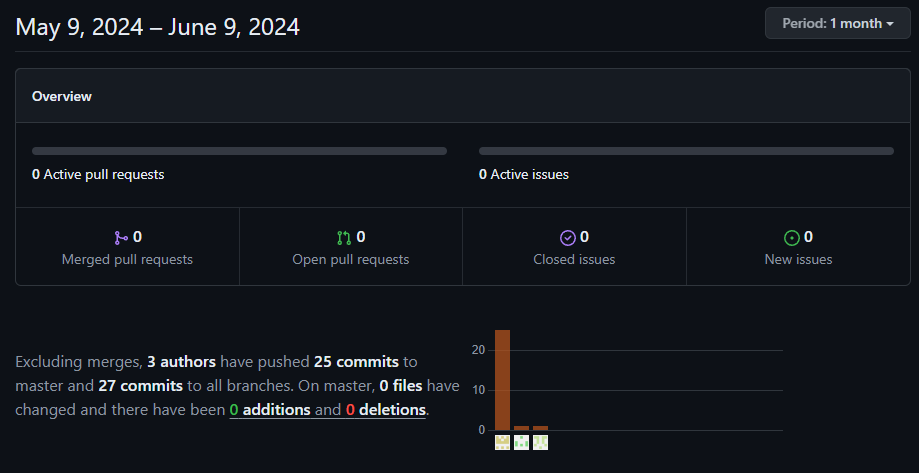 May 9, 2024 – June 9, 2024
Period: 1 month
Overview
0 Active pull requests
0 Active issues
0
Merged pull requests
0
Open pull requests
0
Closed issues
0
New issues
Excluding merges, 3 authors have pushed 25 commits to
master and 27 commits to all branches. On master, 0 files have
changed and there have been 0 additions and 0 deletions.
20
10
0